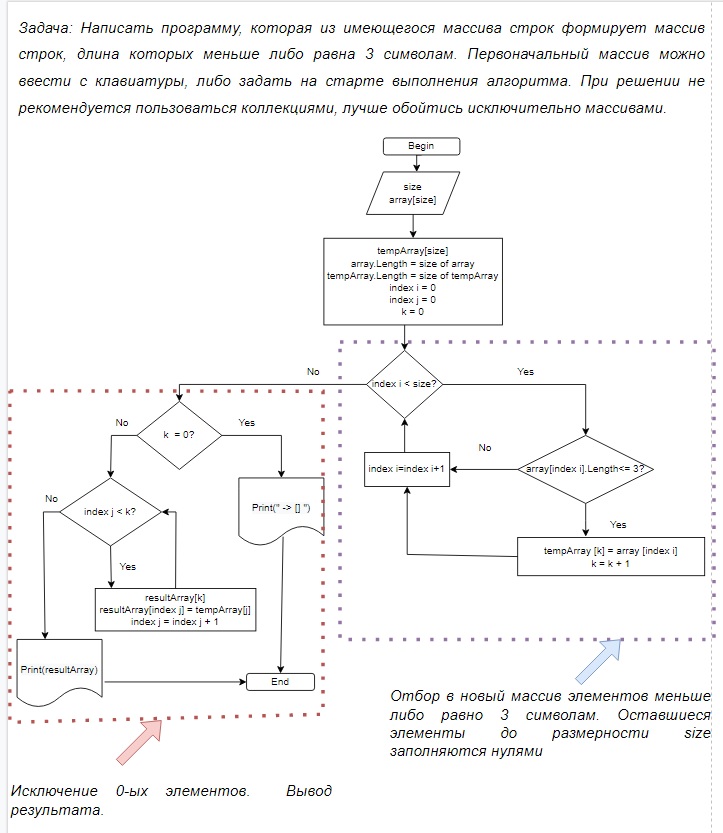 Задача: Написать программу, которая из имеющегося массива строк формирует массив
строк, длина которых меньше либо равна 3 символам. Первоначальный массив можно
ввести с клавиатуры, либо задать на старте выполнения алгоритма. При решении не
рекомендуется пользоваться коллекциями, лучше обойтись исключительно массивами.
Begin
size
array[size]
tempArray[size]
array.Length = size of array
tempArray.Length = size of tempArray
index i = 0
index j = 0
k = 0
index i < size?
No
Yes
k = 0?
No
Yes
index i=index i+1
No
array[index i].Length<= 3?
Yes
tempArray [k] = array [index i]
k = k + 1
Print(" -> [] ")
index j < k?
No
Yes
resultArray[k]
resultArray[index j] = tempArray[j]
index j = index j + 1
Print(resultArray)
End
Отбор в новый массив элементов меньше
либо равно 3 символам. Оставшиеся
элементы до размерности size
заполняются нулями
Исключение 0-ых элементов. Вывод
результата.